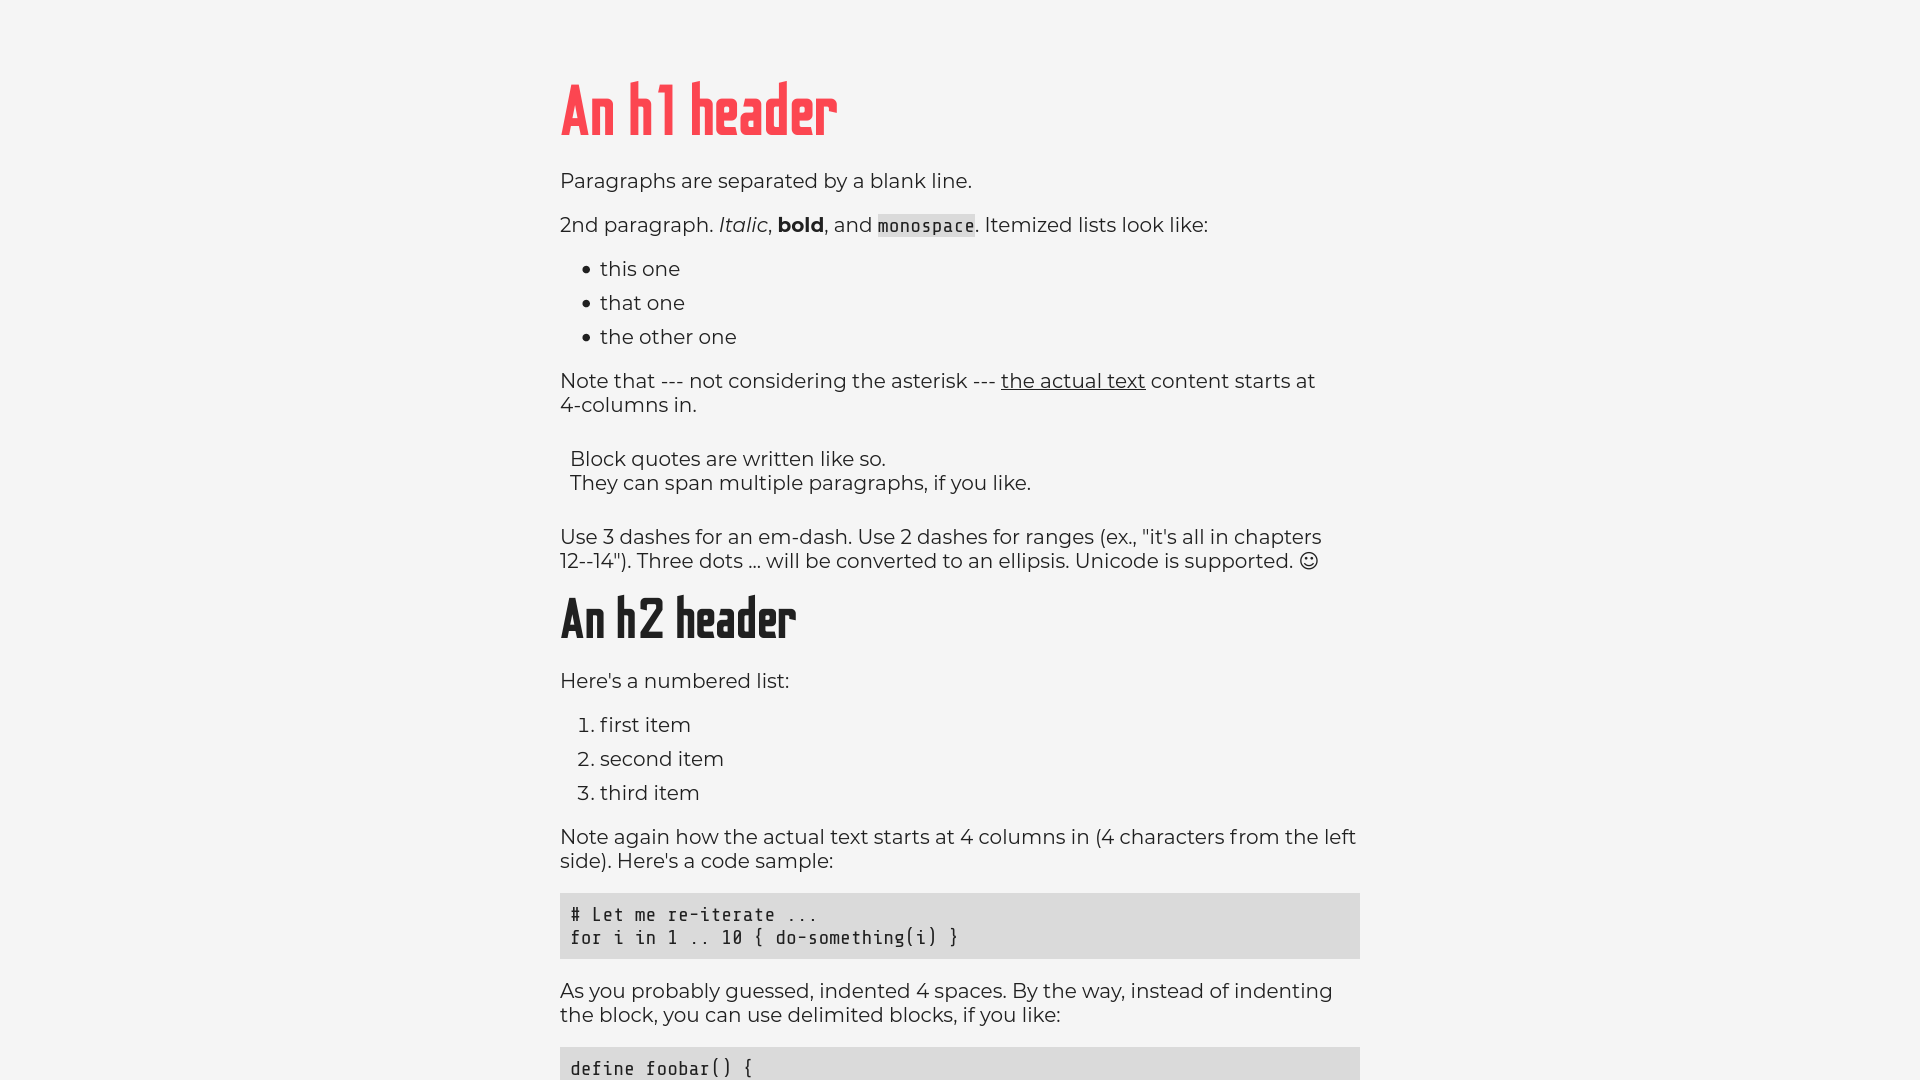 An h1 header
Paragraphs are separated by a blank line.
2nd paragraph. Italic, bold, and monospace. Itemized lists look like:
• this one
• that one
• the other one
Note that --- not considering the asterisk --- the actual text content starts at
4-columns in.
Block quotes are written like so.
They can span multiple paragraphs, if you like.
Use 3 dashes for an em-dash. Use 2 dashes for ranges (ex., "it's all in chapters
12--14"). Three dots ... will be converted to an ellipsis. Unicode is supported. ☺
An h2 header
Here's a numbered list:
1. first item
2. second item
3. third item
Note again how the actual text starts at 4 columns in (4 characters from the left
side). Here's a code sample:
# Let me re-iterate ...
for i in 1 .. 10 { do-something(i) }
As you probably guessed, indented 4 spaces. By the way, instead of indenting
the block, you can use delimited blocks, if you like:
define foobar() {